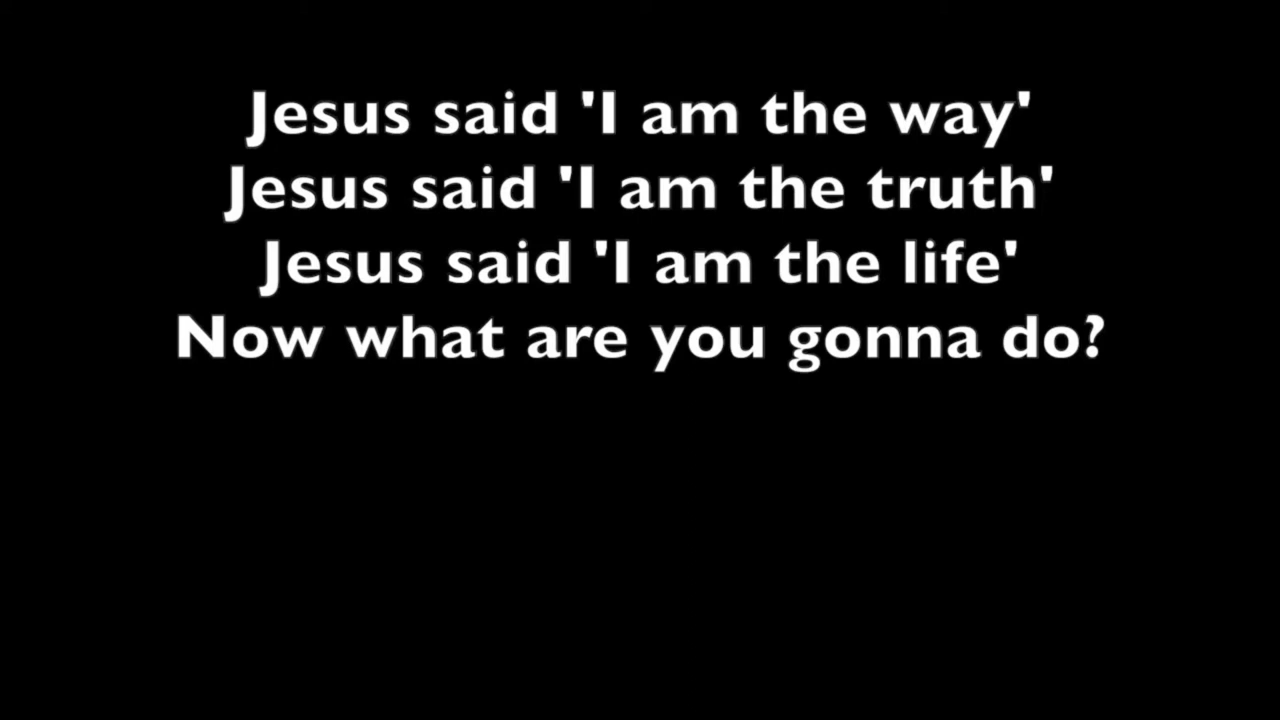 Jesus said 'I am the way'
Jesus said 'I am the truth'
Jesus said 'I am the life'
Now what are you gonna do?